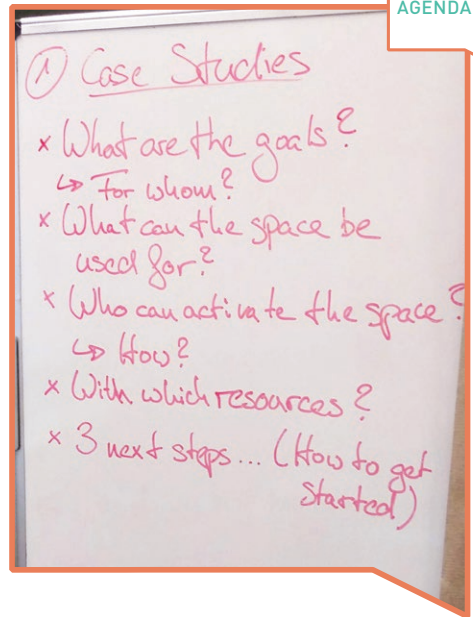 AGENDA
① Case Studies
x What are the goals?
↳ For whom?
x What can the space be
used for?
x Who can activate the space?
↳ How?
x With which resources?
x 3 next steps... (How to get
started)